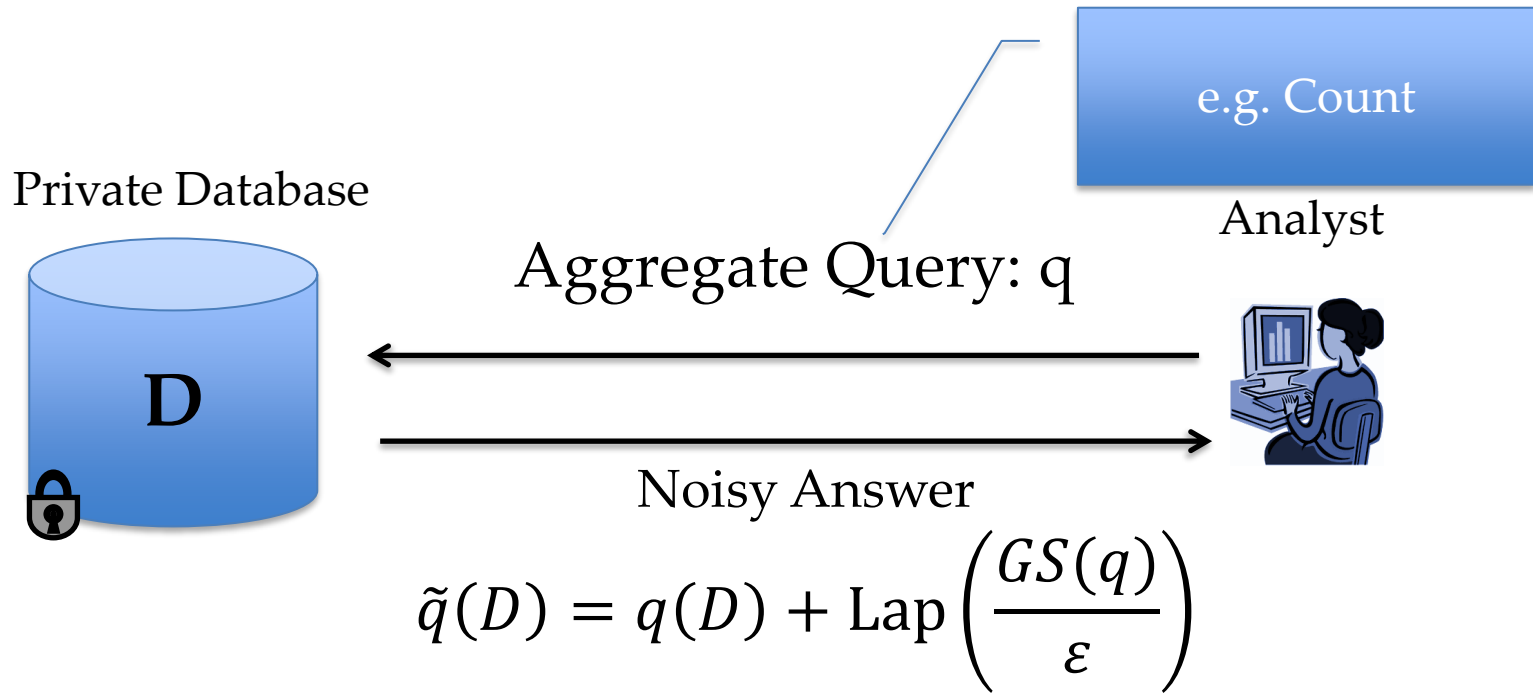 e.g. Count
Private Database
Analyst
Aggregate Query: q
D
Noisy Answer
q̃(D) = q(D) + Lap(GS(q)/ε)